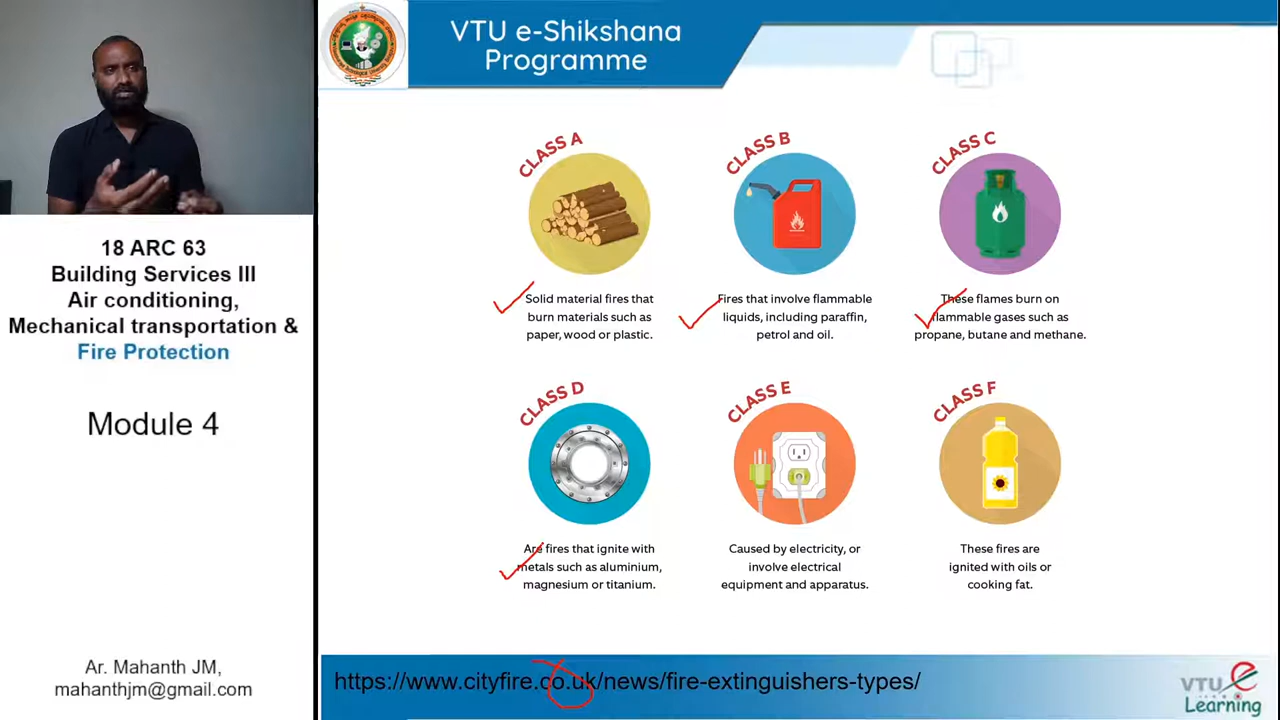 VTU e-Shikshana
Programme
18 ARC 63
Building Services III
Air conditioning,
Mechanical transportation &
Fire Protection
Module 4
Ar. Mahanth JM,
mahanthjm@gmail.com
CLASS A
Solid material fires that
burn materials such as
paper, wood or plastic.
CLASS B
Fires that involve flammable
liquids, including paraffin,
petrol and oil.
CLASS C
These flames burn on
flammable gases such as
propane, butane and methane.
CLASS D
Are fires that ignite with
metals such as aluminium,
magnesium or titanium.
CLASS E
Caused by electricity, or
involve electrical
equipment and apparatus.
CLASS F
These fires are
ignited with oils or
cooking fat.
https://www.cityfire.co.uk/news/fire-extinguishers-types/
VTU e
Learning